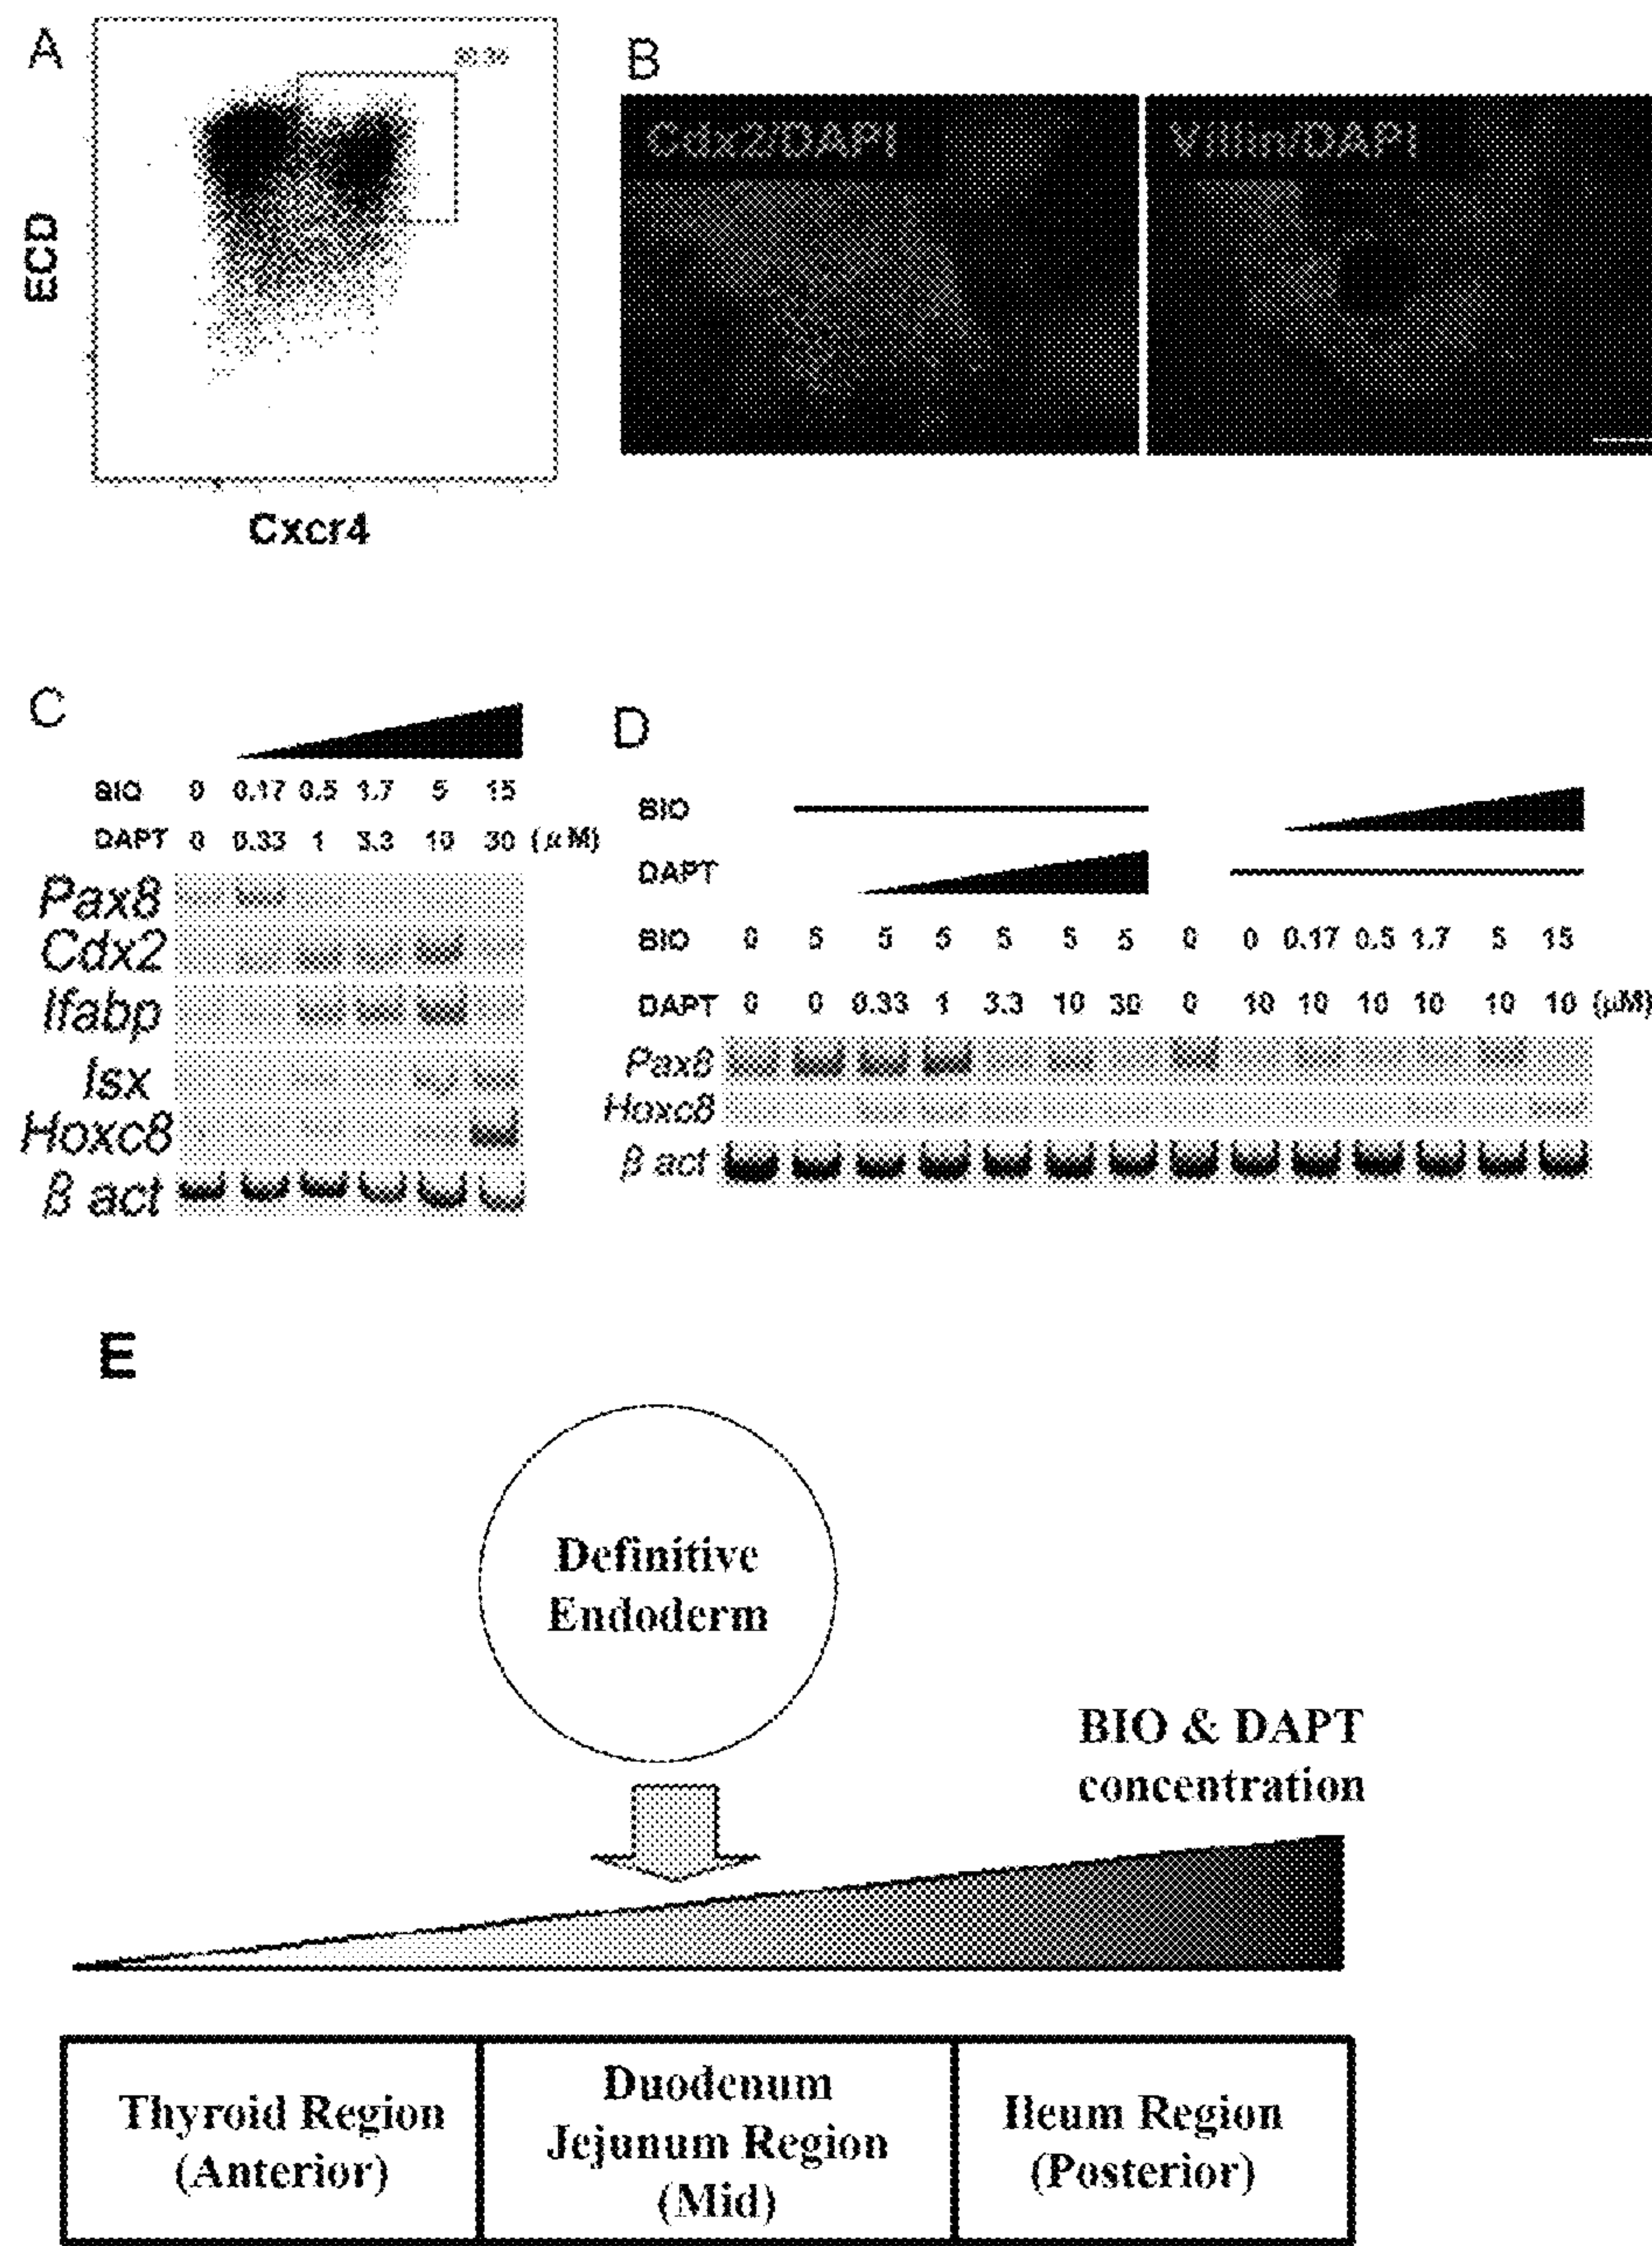 A
ECD
Cxcr4
B
Cdx2/DAPI
Villin/DAPI
C
BIO 0 0.17 0.5 1.7 5 15
DAPT 0 0.33 1 3.3 10 30 (μM)
Pax8
Cdx2
Ifabp
Isx
Hoxc8
β act
D
BIO
DAPT
BIO 0 5 5 5 5 5 5 0 0 0.17 0.5 1.7 5 15
DAPT 0 0 0.33 1 3.3 10 30 0 10 10 10 10 10 10 (μM)
Pax8
Hoxc8
β act
E
Definitive
Endoderm
BIO & DAPT
concentration
Thyroid Region
(Anterior)
Duodenum
Jejunum Region
(Mid)
Ileum Region
(Posterior)